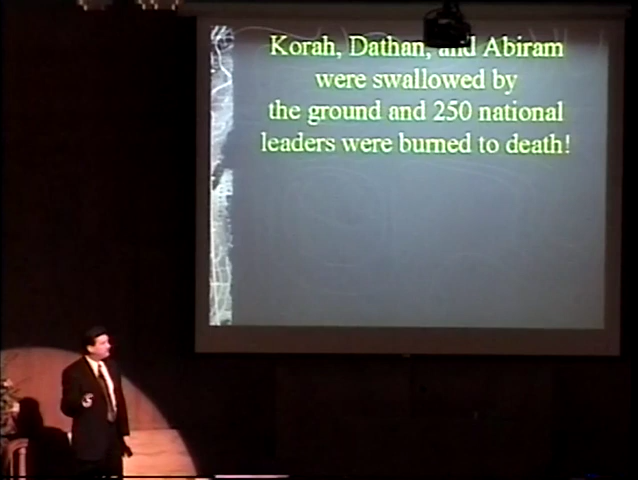 Korah, Dathan, and Abiram
were swallowed by
the ground and 250 national
leaders were burned to death!